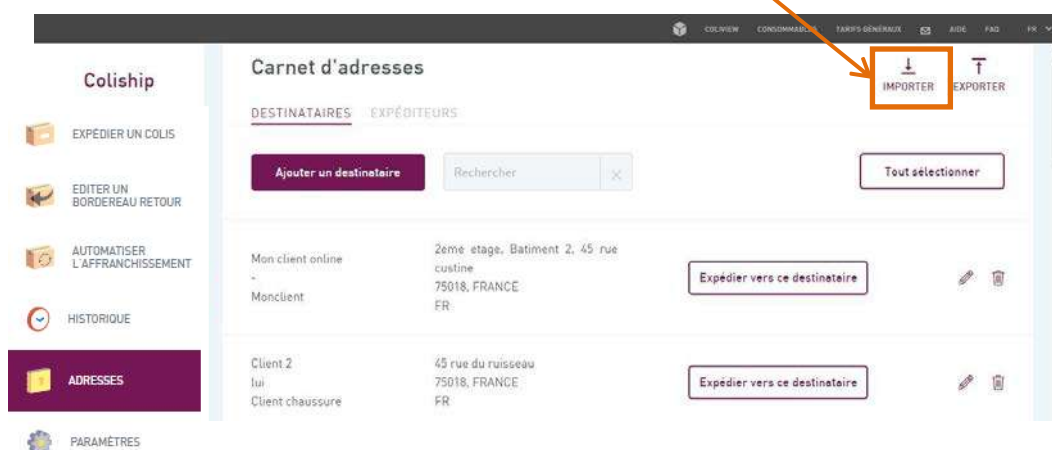 COLIVIEW CONSOMMABLES TARIFS GÉNÉRAUX AIDE FAQ FR
Coliship
EXPÉDIER UN COLIS
EDITER UN
BORDEREAU RETOUR
AUTOMATISER
L'AFFRANCHISSEMENT
HISTORIQUE
ADRESSES
PARAMÈTRES
Carnet d'adresses
IMPORTER EXPORTER
DESTINATAIRES EXPÉDITEURS
Ajouter un destinataire
Rechercher
Tout sélectionner
Mon client online
-
Monclient
2eme etage, Batiment 2, 45 rue
custine
75018, FRANCE
FR
Expédier vers ce destinataire
Client 2
lui
Client chaussure
45 rue du ruisseau
75018, FRANCE
FR
Expédier vers ce destinataire